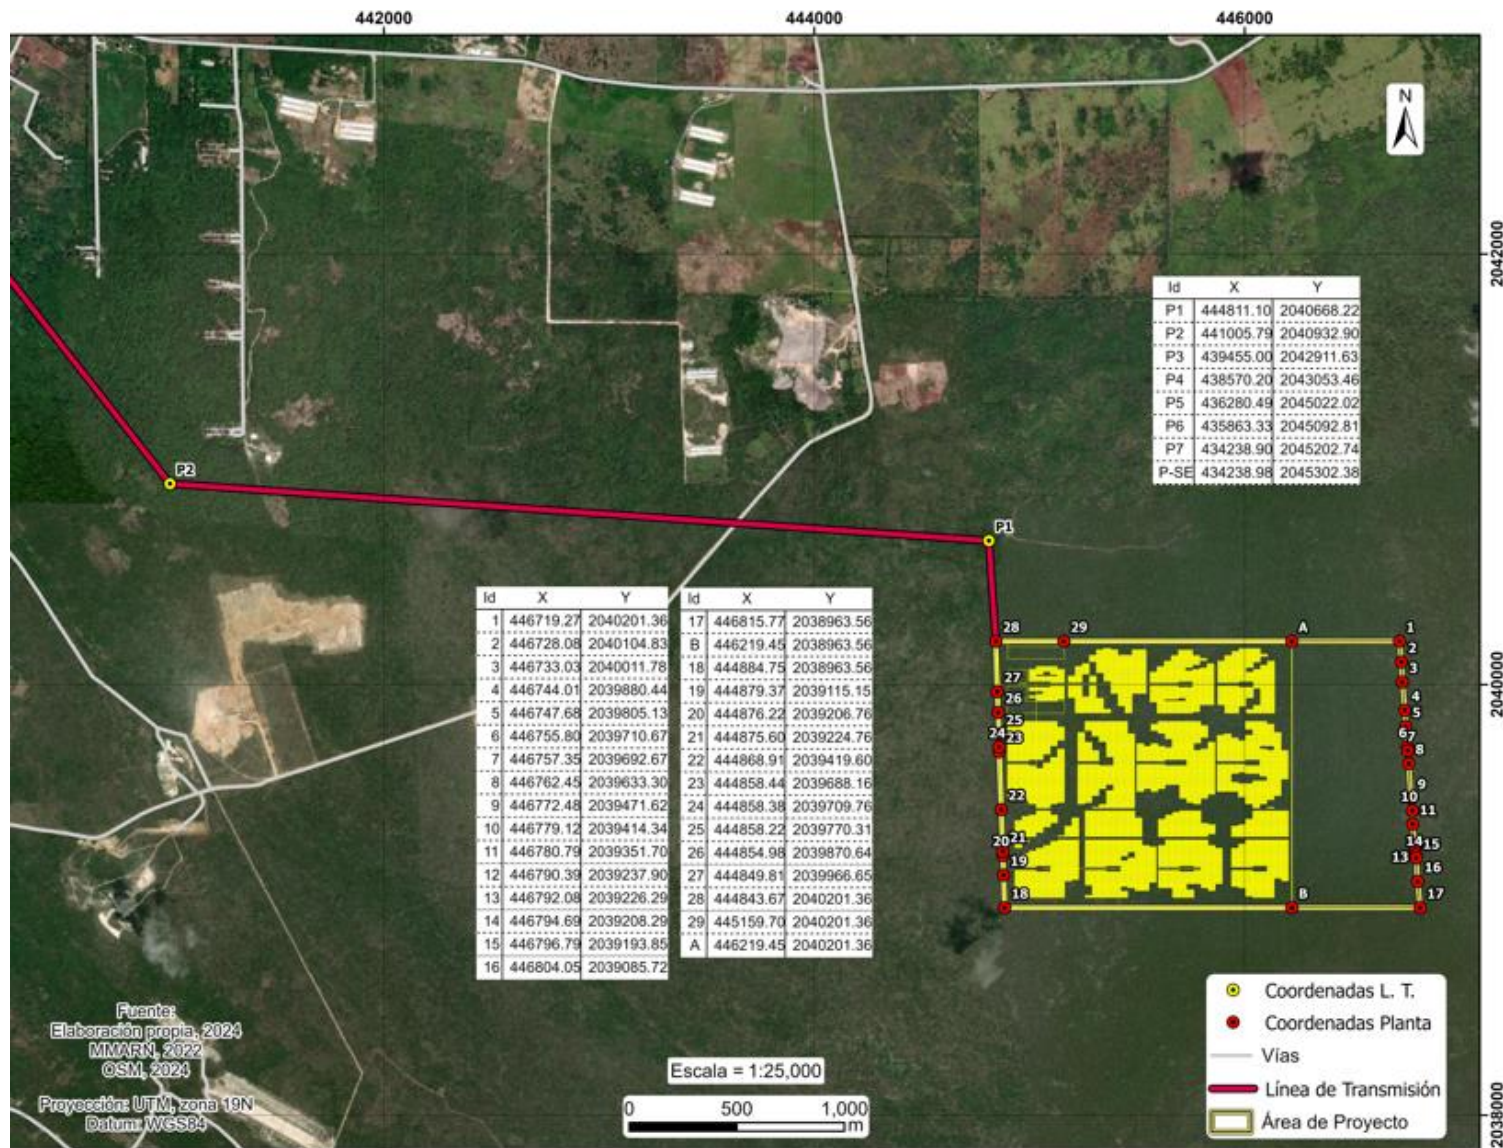 442000 444000 446000
N
2042000
2040000
2038000
Id X Y
P1 444811.10 2040668.22
P2 441005.79 2040932.90
P3 439455.00 2042911.63
P4 438570.20 2043053.46
P5 436280.49 2045022.02
P6 435863.33 2045092.81
P7 434238.90 2045202.74
P-SE 434238.98 2045302.38
P2
P1
Id X Y
1 446719.27 2040201.36
2 446728.08 2040104.83
3 446733.03 2040011.78
4 446744.01 2039880.44
5 446747.68 2039805.13
6 446755.80 2039710.67
7 446757.35 2039692.67
8 446762.45 2039633.30
9 446772.48 2039471.62
10 446779.12 2039414.34
11 446780.79 2039351.70
12 446790.39 2039237.90
13 446792.08 2039226.29
14 446794.69 2039208.29
15 446796.79 2039193.85
16 446804.05 2039085.72
Id X Y
17 446815.77 2038963.56
B 446219.45 2038963.56
18 444884.75 2038963.56
19 444879.37 2039115.15
20 444876.22 2039206.76
21 444875.60 2039224.76
22 444868.91 2039419.60
23 444858.44 2039688.16
24 444858.38 2039709.76
25 444858.22 2039770.31
26 444854.98 2039870.64
27 444849.81 2039966.65
28 444843.67 2040201.36
29 445159.70 2040201.36
A 446219.45 2040201.36
28 29 A 1
2
3
4
5
6
7
8
9
10
11
14
15
13
16
17
27
26
25
24
23
22
21
20
19
18
B
Fuente:
Elaboración propia, 2024
MMARN, 2022
OSM, 2024
Proyección: UTM, zona 19N
Datum: WGS84
Escala = 1:25,000
0 500 1,000
m
Coordenadas L. T.
Coordenadas Planta
Vías
Línea de Transmisión
Área de Proyecto